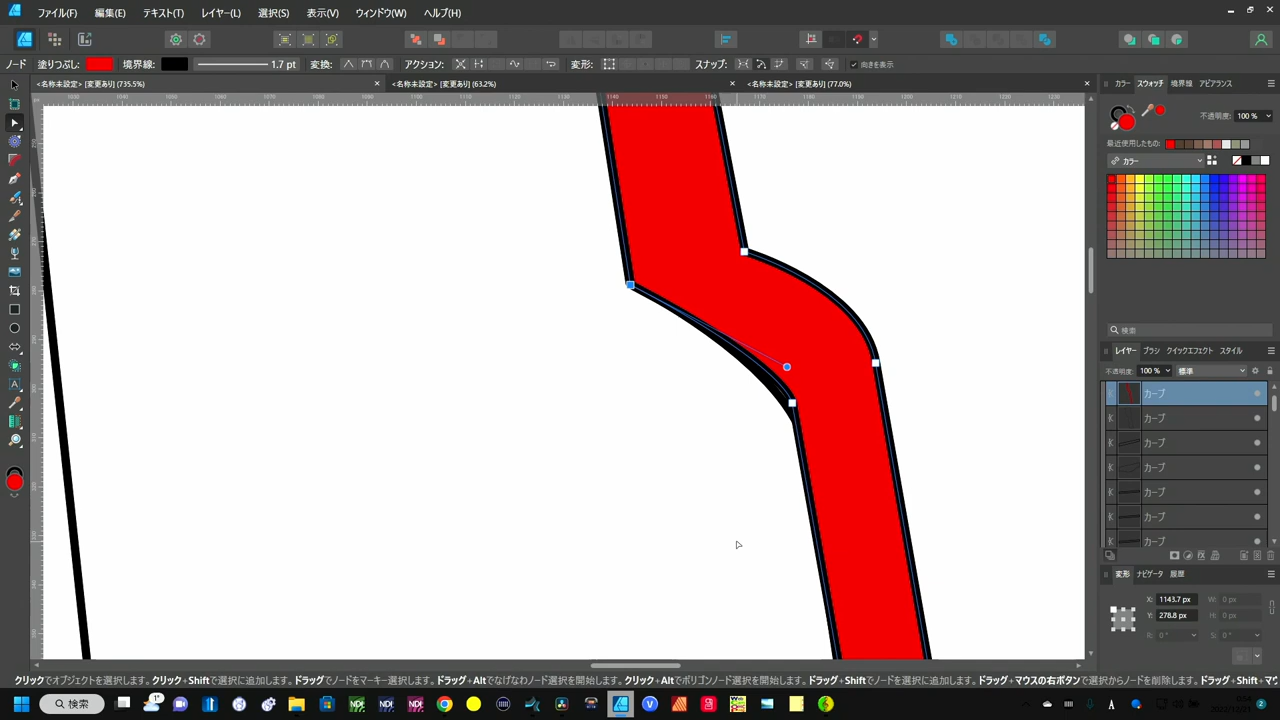 ファイル(F) 編集(E) テキスト(T) レイヤー(L) 選択(S) 表示(V) ウィンドウ(W) ヘルプ(H)
ノード 塗りつぶし: 境界線: 1.7 pt 変換: アクション: 変形: スナップ: 向きを表示
<名称未設定> [変更あり] (735.5%) × <名称未設定> [変更あり] (63.2%) × <名称未設定> [変更あり] (77.0%) ×
カラー スウォッチ 境界線 アピアランス
不透明度: 100 %
最近使用したもの:
カラー
検索
レイヤー ブラシ クイックエフェクト スタイル
不透明度: 100 % 標準
カーブ
カーブ
カーブ
カーブ
カーブ
カーブ
カーブ
変形 ナビゲータ 履歴
X: 1143.7 px W: 0 px
Y: 278.8 px H: 0 px
R: 0 ° S: 0 °
クリックでオブジェクトを選択します。クリック+Shiftで選択に追加します。ドラッグでノードをマーキー選択します。ドラッグ+Altでなげなわノード選択を開始します。クリック+Altでポリゴンノード選択を開始します。ドラッグ+Shiftでノードを選択に追加します。ドラッグ+マウスの右ボタンで選択からノードを削除します。
検索
2023/10/21